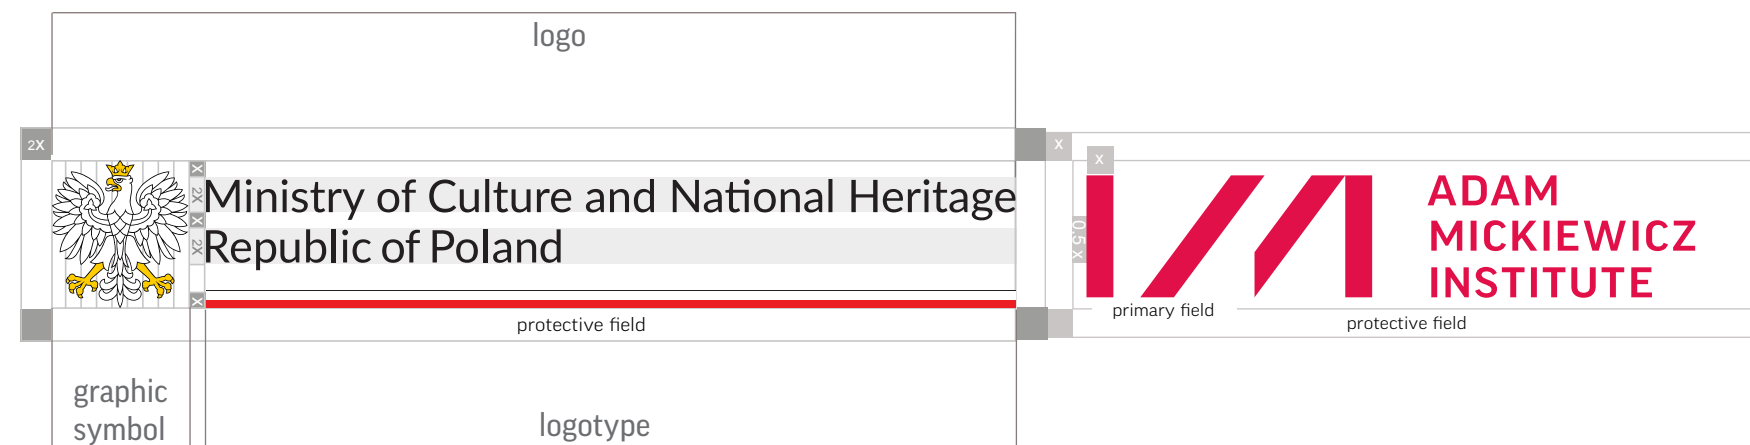 logo
2X
X
X
X
2X
X
2X
X
Ministry of Culture and National Heritage
Republic of Poland
0,5 x
ADAM
MICKIEWICZ
INSTITUTE
primary field
protective field
protective field
graphic
symbol
logotype